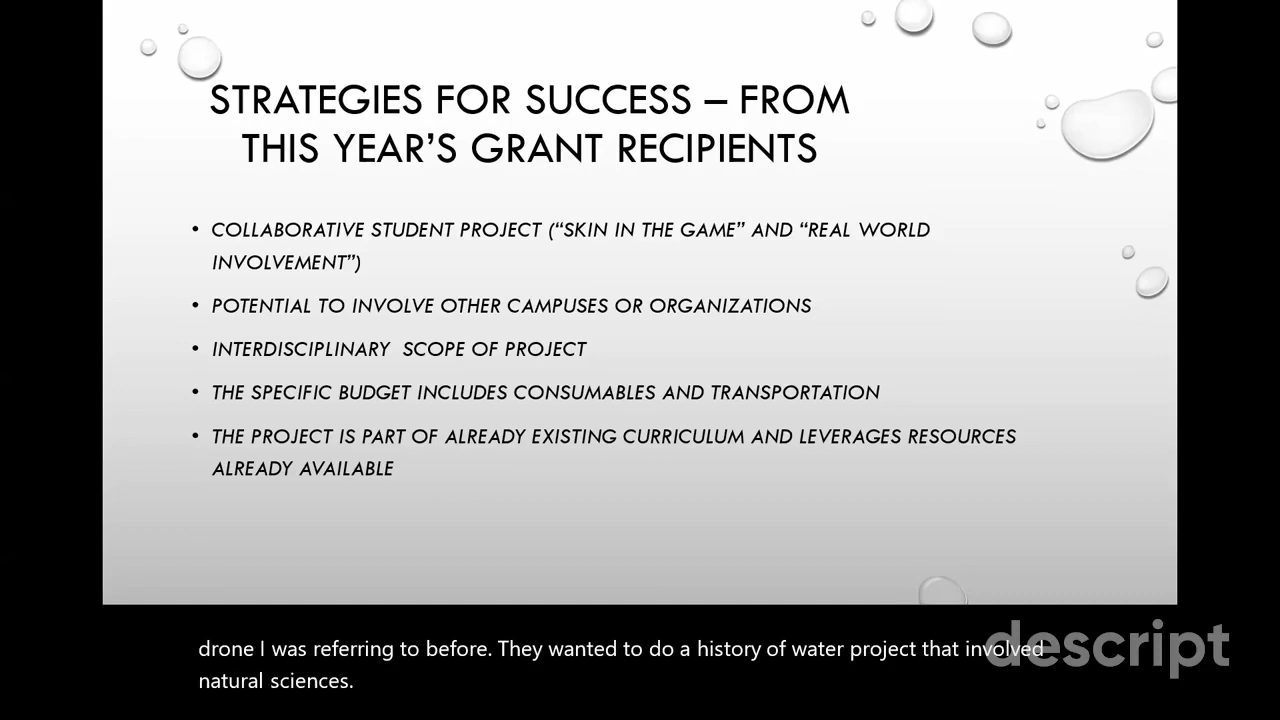 STRATEGIES FOR SUCCESS – FROM
THIS YEAR’S GRANT RECIPIENTS
• COLLABORATIVE STUDENT PROJECT (“SKIN IN THE GAME” AND “REAL WORLD
INVOLVEMENT”)
• POTENTIAL TO INVOLVE OTHER CAMPUSES OR ORGANIZATIONS
• INTERDISCIPLINARY  SCOPE OF PROJECT
• THE SPECIFIC BUDGET INCLUDES CONSUMABLES AND TRANSPORTATION
• THE PROJECT IS PART OF ALREADY EXISTING CURRICULUM AND LEVERAGES RESOURCES
ALREADY AVAILABLE
drone I was referring to before. They wanted to do a history of water project that involved
natural sciences.
descript